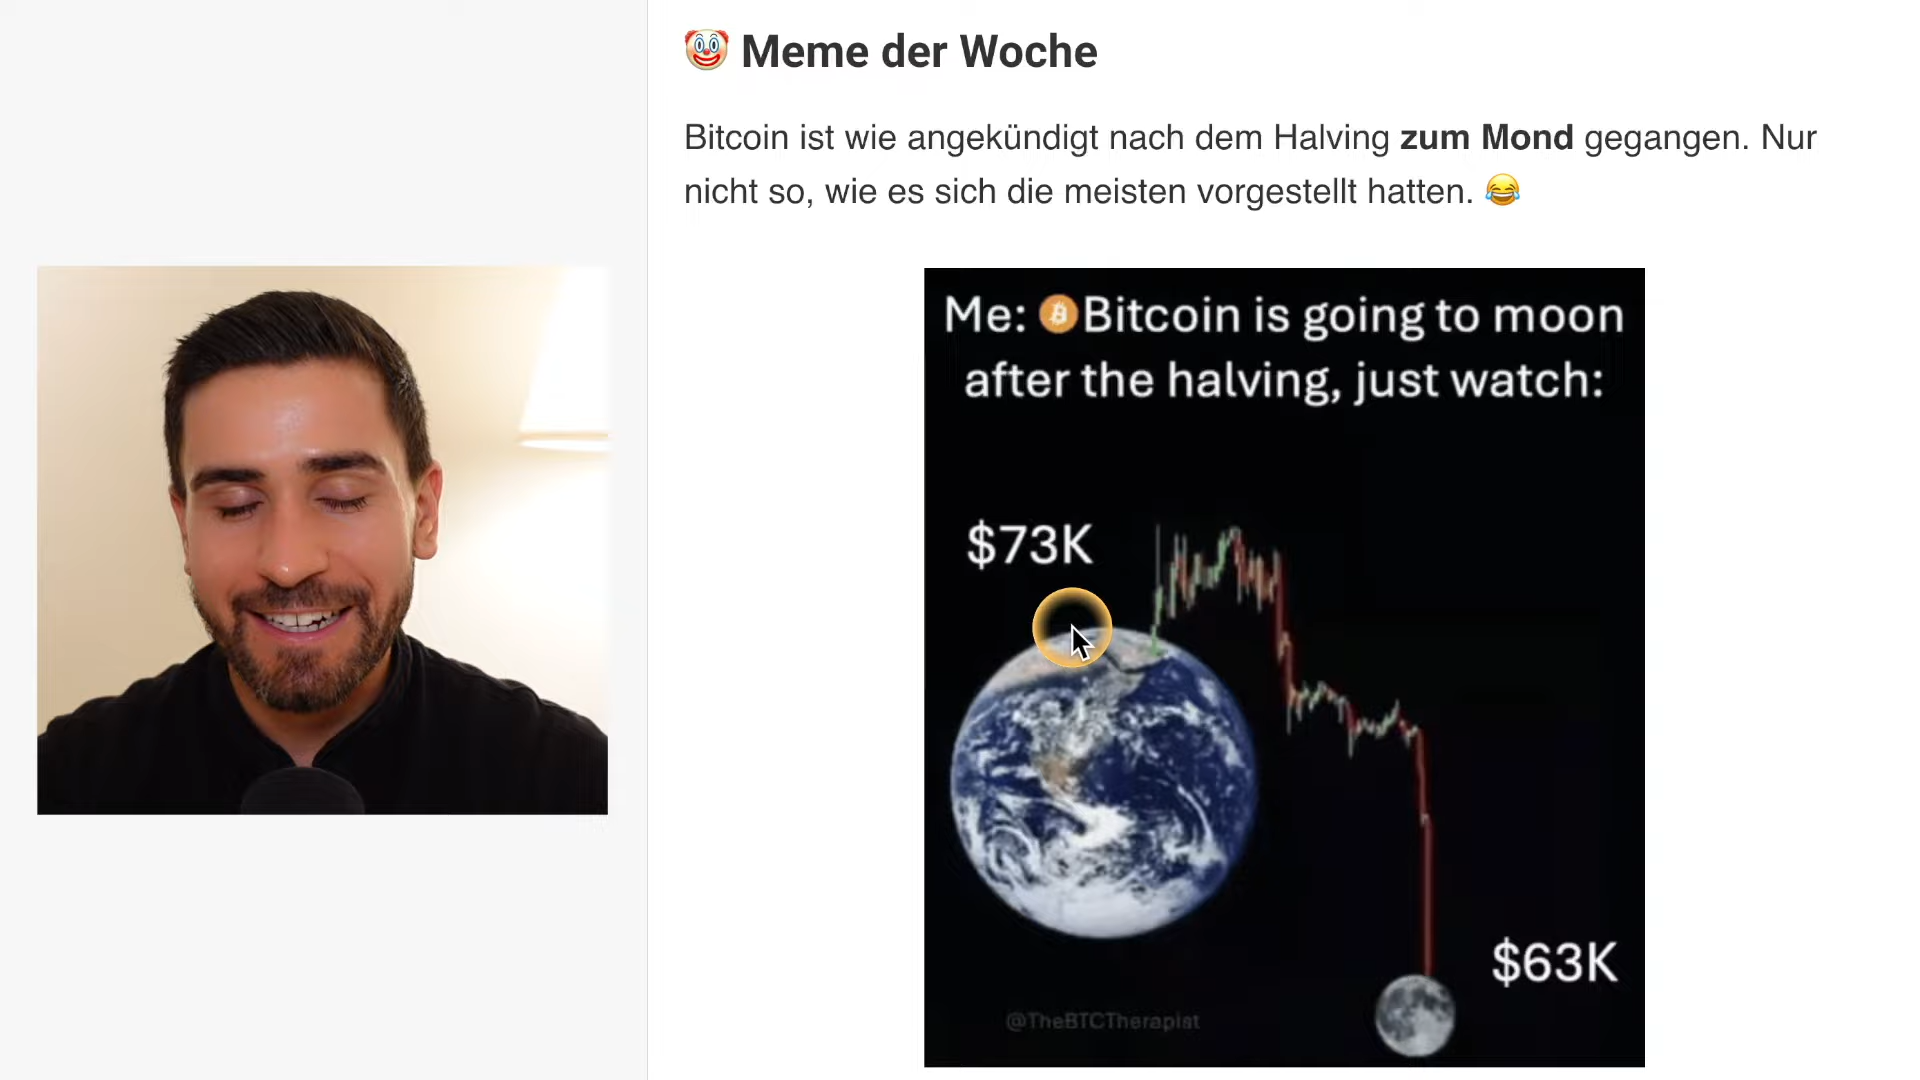 🤡 Meme der Woche
Bitcoin ist wie angekündigt nach dem Halving zum Mond gegangen. Nur
nicht so, wie es sich die meisten vorgestellt hatten. 😂
Me: ₿Bitcoin is going to moon
after the halving, just watch:
$73K
$63K
@TheBTCTherapist